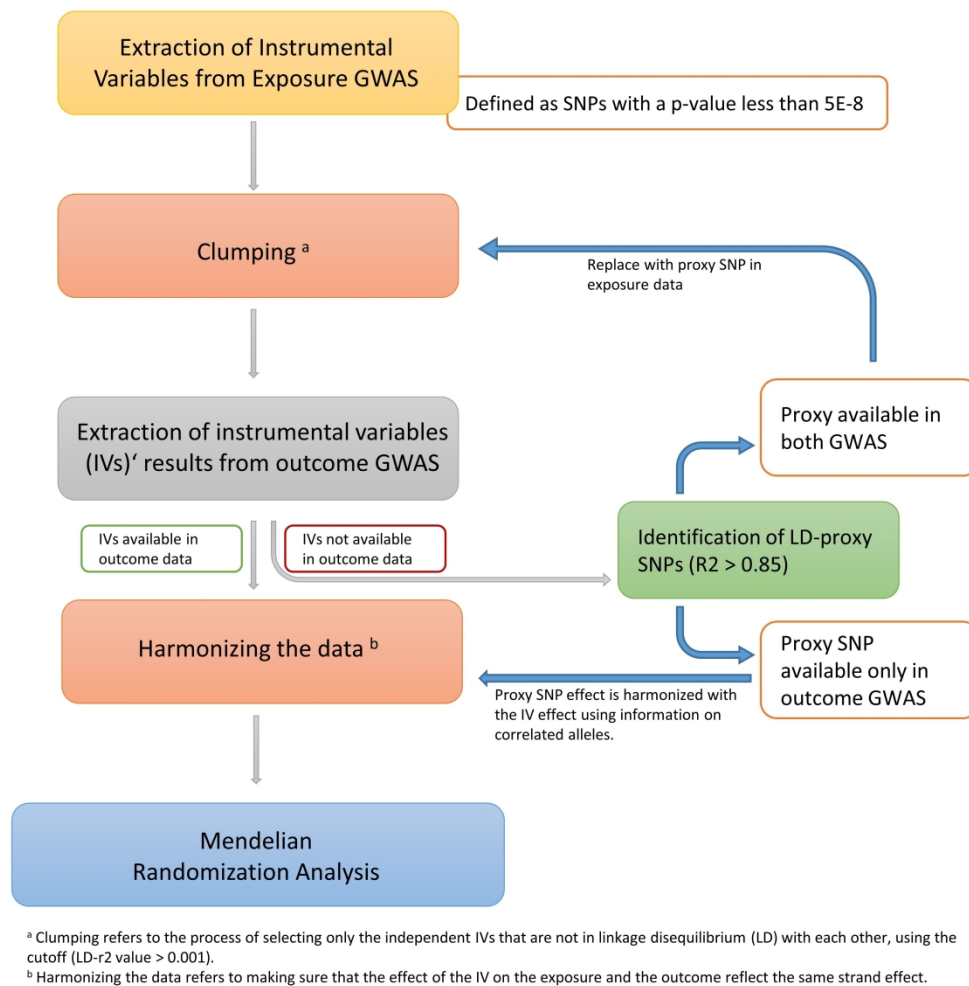 Extraction of Instrumental
Variables from Exposure GWAS
Defined as SNPs with a p-value less than 5E-8
Clumping ᵃ
Replace with proxy SNP in
exposure data
Extraction of instrumental variables
(IVs)‘ results from outcome GWAS
Proxy available in
both GWAS
IVs available in
outcome data
IVs not available
in outcome data
Identification of LD-proxy
SNPs (R2 > 0.85)
Harmonizing the data ᵇ
Proxy SNP
available only in
outcome GWAS
Proxy SNP effect is harmonized with
the IV effect using information on
correlated alleles.
Mendelian
Randomization Analysis
ᵃ Clumping refers to the process of selecting only the independent IVs that are not in linkage disequilibrium (LD) with each other, using the
cutoff (LD-r2 value > 0.001).
ᵇ Harmonizing the data refers to making sure that the effect of the IV on the exposure and the outcome reflect the same strand effect.